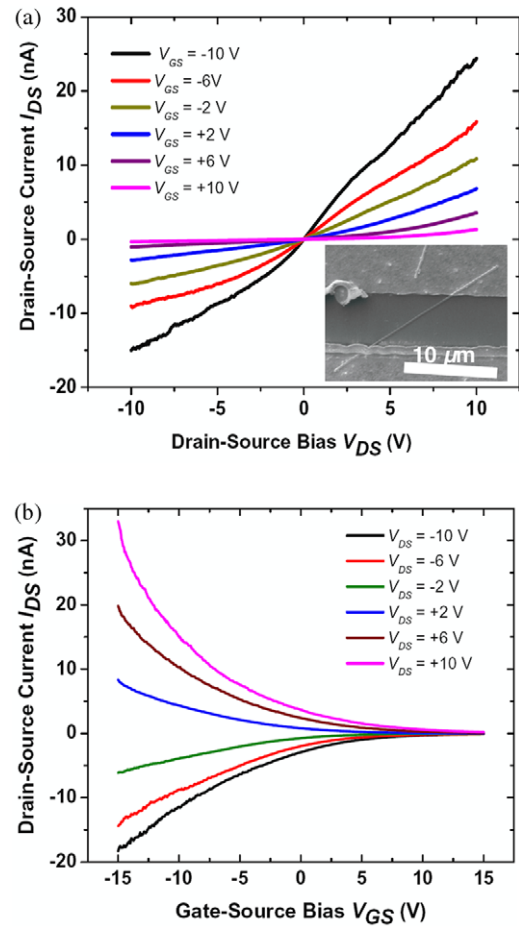 (a)
30
20
10
0
-10
-20
Drain-Source Current I_DS (nA)
V_GS = -10 V
V_GS = -6V
V_GS = -2 V
V_GS = +2 V
V_GS = +6 V
V_GS = +10 V
10 µm
-10 -5 0 5 10
Drain-Source Bias V_DS (V)
(b)
30
20
10
0
-10
-20
Drain-Source Current I_DS (nA)
V_DS = -10 V
V_DS = -6 V
V_DS = -2 V
V_DS = +2 V
V_DS = +6 V
V_DS = +10 V
-15 -10 -5 0 5 10 15
Gate-Source Bias V_GS (V)